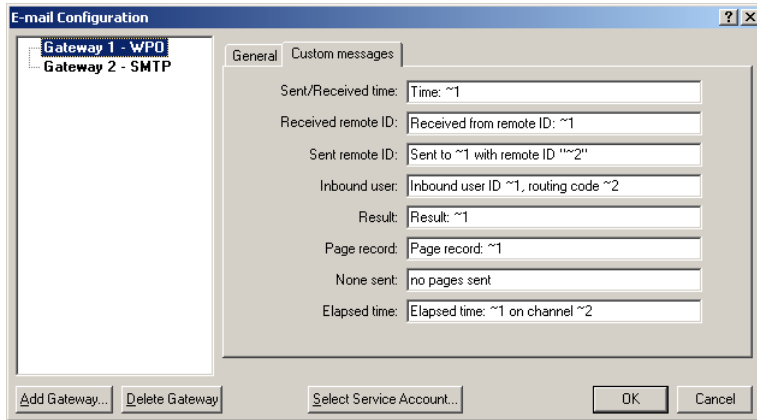 E-mail Configuration
Gateway 1 - WPO
Gateway 2 - SMTP
General Custom messages
Sent/Received time: Time: ~1
Received remote ID: Received from remote ID: ~1
Sent remote ID: Sent to ~1 with remote ID "~2"
Inbound user: Inbound user ID ~1, routing code ~2
Result: Result: ~1
Page record: Page record: ~1
None sent: no pages sent
Elapsed time: Elapsed time: ~1 on channel ~2
Add Gateway... Delete Gateway Select Service Account... OK Cancel